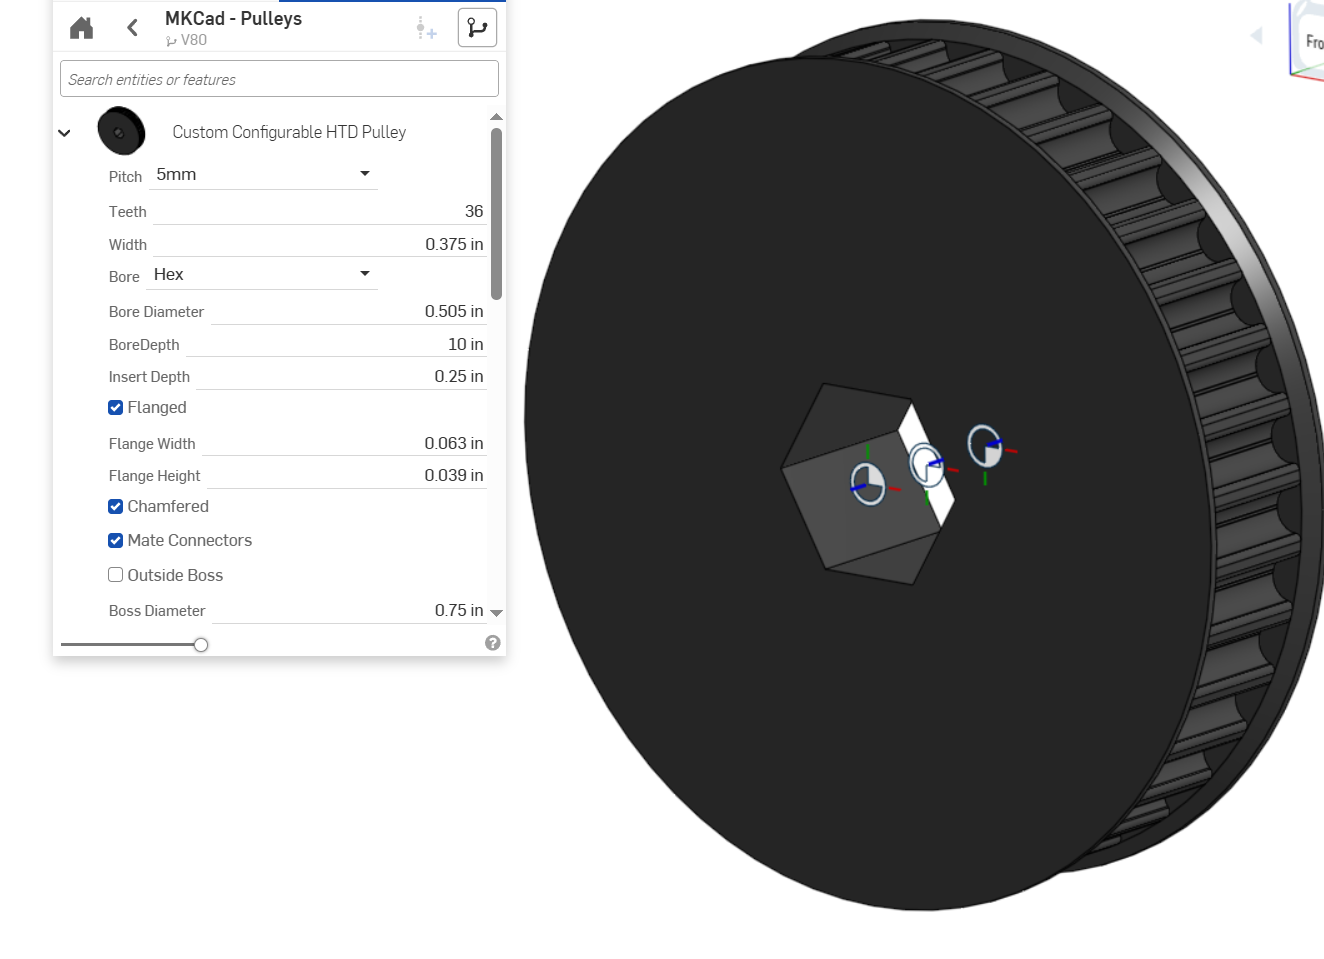 MKCad - Pulleys
V80
Search entities or features
Custom Configurable HTD Pulley
Pitch 5mm
Teeth 36
Width 0.375 in
Bore Hex
Bore Diameter 0.505 in
BoreDepth 10 in
Insert Depth 0.25 in
Flanged
Flange Width 0.063 in
Flange Height 0.039 in
Chamfered
Mate Connectors
Outside Boss
Boss Diameter 0.75 in
?
Fro